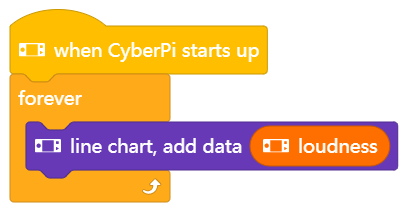 when CyberPi starts up
forever
line chart, add data loudness